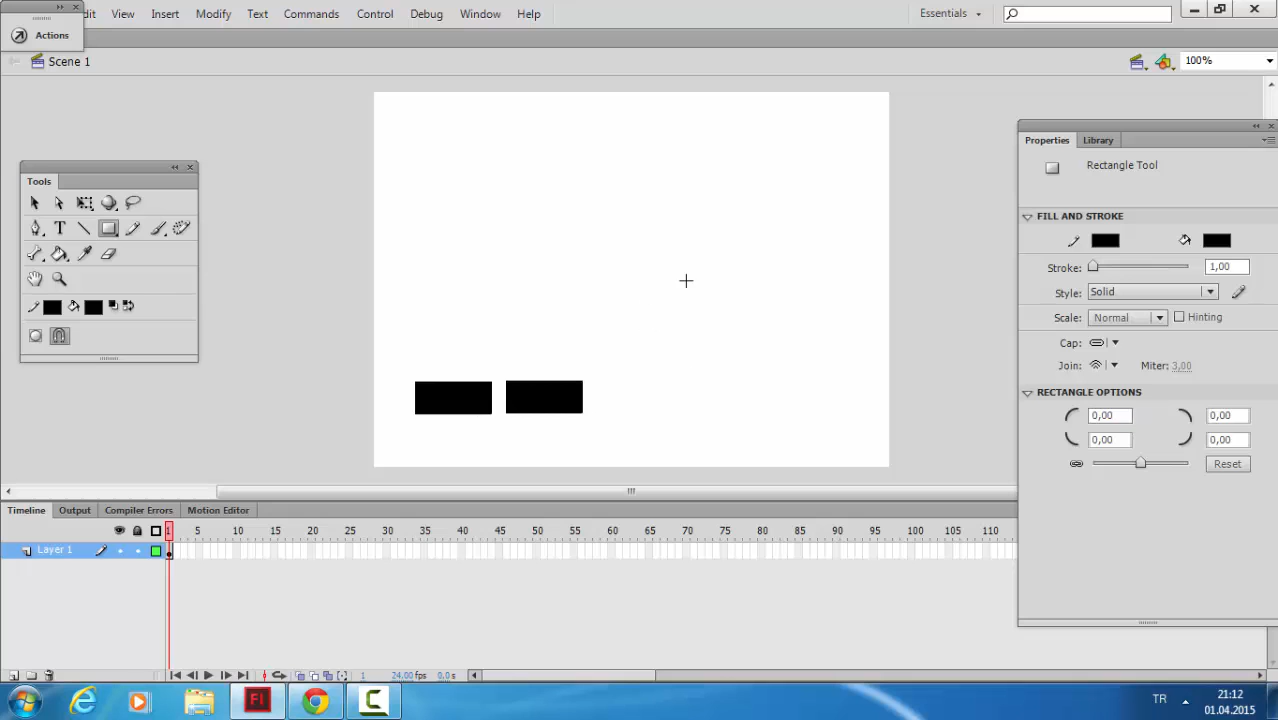 Actions
dit
View
Insert
Modify
Text
Commands
Control
Debug
Window
Help
Essentials
Scene 1
100%
Tools
T
Properties
Library
Rectangle Tool
FILL AND STROKE
Stroke:
1,00
Style:
Solid
Scale:
Normal
Hinting
Cap:
Join:
Miter: 3,00
RECTANGLE OPTIONS
0,00
0,00
0,00
0,00
Reset
Timeline
Output
Compiler Errors
Motion Editor
1 5 10 15 20 25 30 35 40 45 50 55 60 65 70 75 80 85 90 95 100 105 110
Layer 1
1
24.00 fps
0.0 s
Fl
TR
21:12
01.04.2015